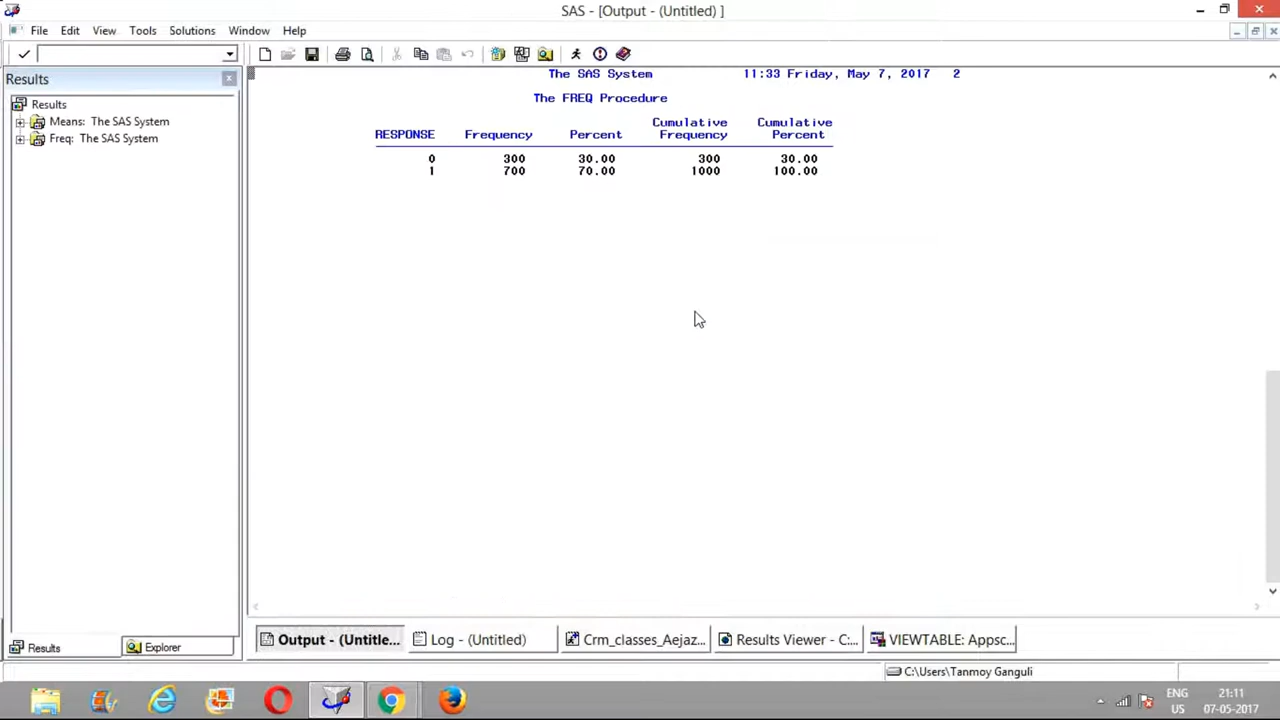 SAS - [Output - (Untitled) ]
File Edit View Tools Solutions Window Help
Results
Results
Means: The SAS System
Freq: The SAS System
The SAS System 11:33 Friday, May 7, 2017 2
The FREQ Procedure
Cumulative Cumulative
RESPONSE Frequency Percent Frequency Percent
0 300 30.00 300 30.00
1 700 70.00 1000 100.00
Results Explorer
Output - (Untitle... Log - (Untitled) Crm_classes_Aejaz... Results Viewer - C:... VIEWTABLE: Appsc...
C:\Users\Tanmoy Ganguli
ENG 21:11
US 07-05-2017